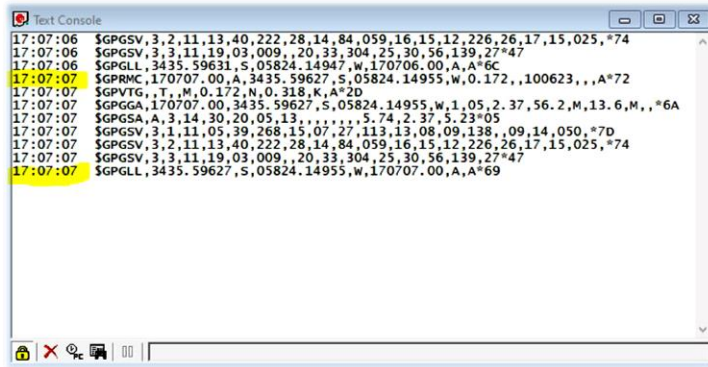 Text Console
17:07:06 $GPGSV,3,2,11,13,40,222,28,14,84,059,16,15,12,226,26,17,15,025,*74
17:07:06 $GPGSV,3,3,11,19,03,009,,20,33,304,25,30,56,139,27*47
17:07:06 $GPGLL,3435.59631,S,05824.14947,W,170706.00,A,A*6C
17:07:07 $GPRMC,170707.00,A,3435.59627,S,05824.14955,W,0.172,,100623,,,A*72
17:07:07 $GPVTG,,T,,M,0.172,N,0.318,K,A*2D
17:07:07 $GPGGA,170707.00,3435.59627,S,05824.14955,W,1,05,2.37,56.2,M,13.6,M,,*6A
17:07:07 $GPGSA,A,3,14,30,20,05,13,,,,,,,,5.74,2.37,5.23*05
17:07:07 $GPGSV,3,1,11,05,39,268,15,07,27,113,13,08,09,138,,09,14,050,*7D
17:07:07 $GPGSV,3,2,11,13,40,222,28,14,84,059,16,15,12,226,26,17,15,025,*74
17:07:07 $GPGSV,3,3,11,19,03,009,,20,33,304,25,30,56,139,27*47
17:07:07 $GPGLL,3435.59627,S,05824.14955,W,170707.00,A,A*69
PC